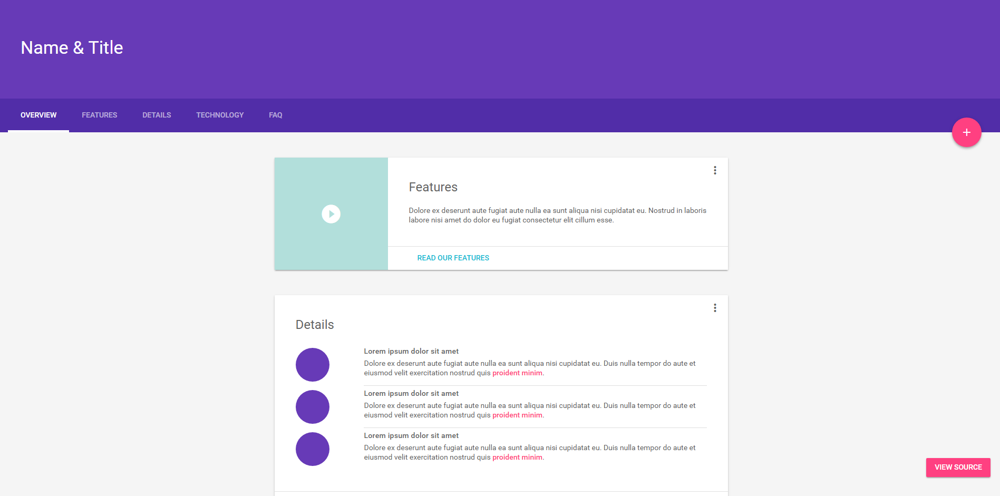 Name & Title
OVERVIEW FEATURES DETAILS TECHNOLOGY FAQ
+
Features
Dolore ex deserunt aute fugiat aute nulla ea sunt aliqua nisi cupidatat eu. Nostrud in laboris
labore nisi amet do dolor eu fugiat consectetur elit cillum esse.
READ OUR FEATURES
Details
Lorem ipsum dolor sit amet
Dolore ex deserunt aute fugiat aute nulla ea sunt aliqua nisi cupidatat eu. Duis nulla tempor do aute et
eiusmod velit exercitation nostrud quis proident minim.
Lorem ipsum dolor sit amet
Dolore ex deserunt aute fugiat aute nulla ea sunt aliqua nisi cupidatat eu. Duis nulla tempor do aute et
eiusmod velit exercitation nostrud quis proident minim.
Lorem ipsum dolor sit amet
Dolore ex deserunt aute fugiat aute nulla ea sunt aliqua nisi cupidatat eu. Duis nulla tempor do aute et
eiusmod velit exercitation nostrud quis proident minim.
VIEW SOURCE